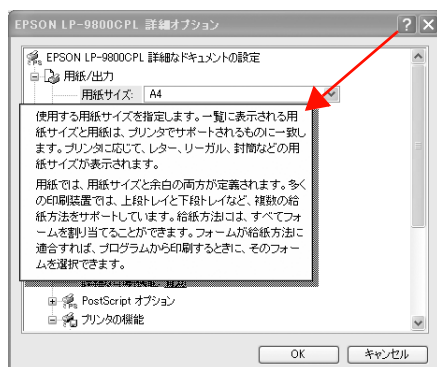 EPSON LP-9800CPL 詳細オプション
EPSON LP-9800CPL 詳細なドキュメントの設定
用紙/出力
用紙サイズ: A4
使用する用紙サイズを指定します。一覧に表示される用
紙サイズと用紙は、プリンタでサポートされるものに一致し
ます。プリンタに応じて、レター、リーガル、封筒などの用
紙サイズが表示されます。
用紙では、用紙サイズと余白の両方が定義されます。多く
の印刷装置では、上段トレイと下段トレイなど、複数の給
紙方法をサポートしています。給紙方法には、すべてフォ
ームを割り当てることができます。フォームが給紙方法に
適合すれば、プログラムから印刷するときに、そのフォー
ムを選択できます。
PostScript オプション
プリンタの機能
OK キャンセル